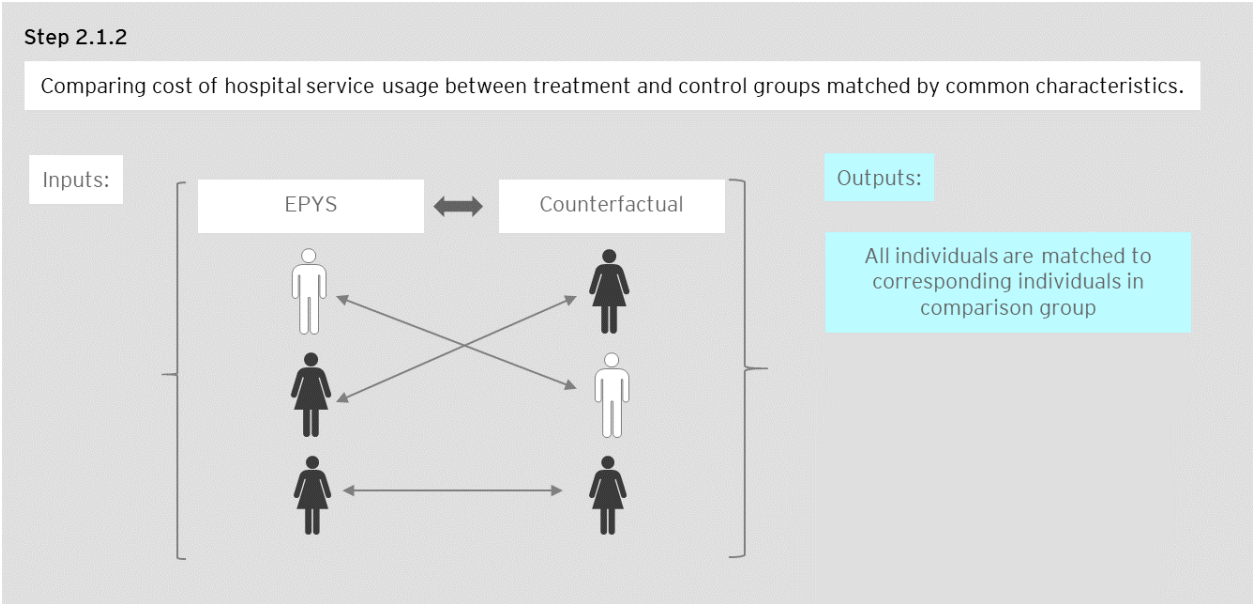 Step 2.1.2
Comparing cost of hospital service usage between treatment and control groups matched by common characteristics.
Inputs:
EPYS
Counterfactual
Outputs:
All individuals are matched to
corresponding individuals in
comparison group